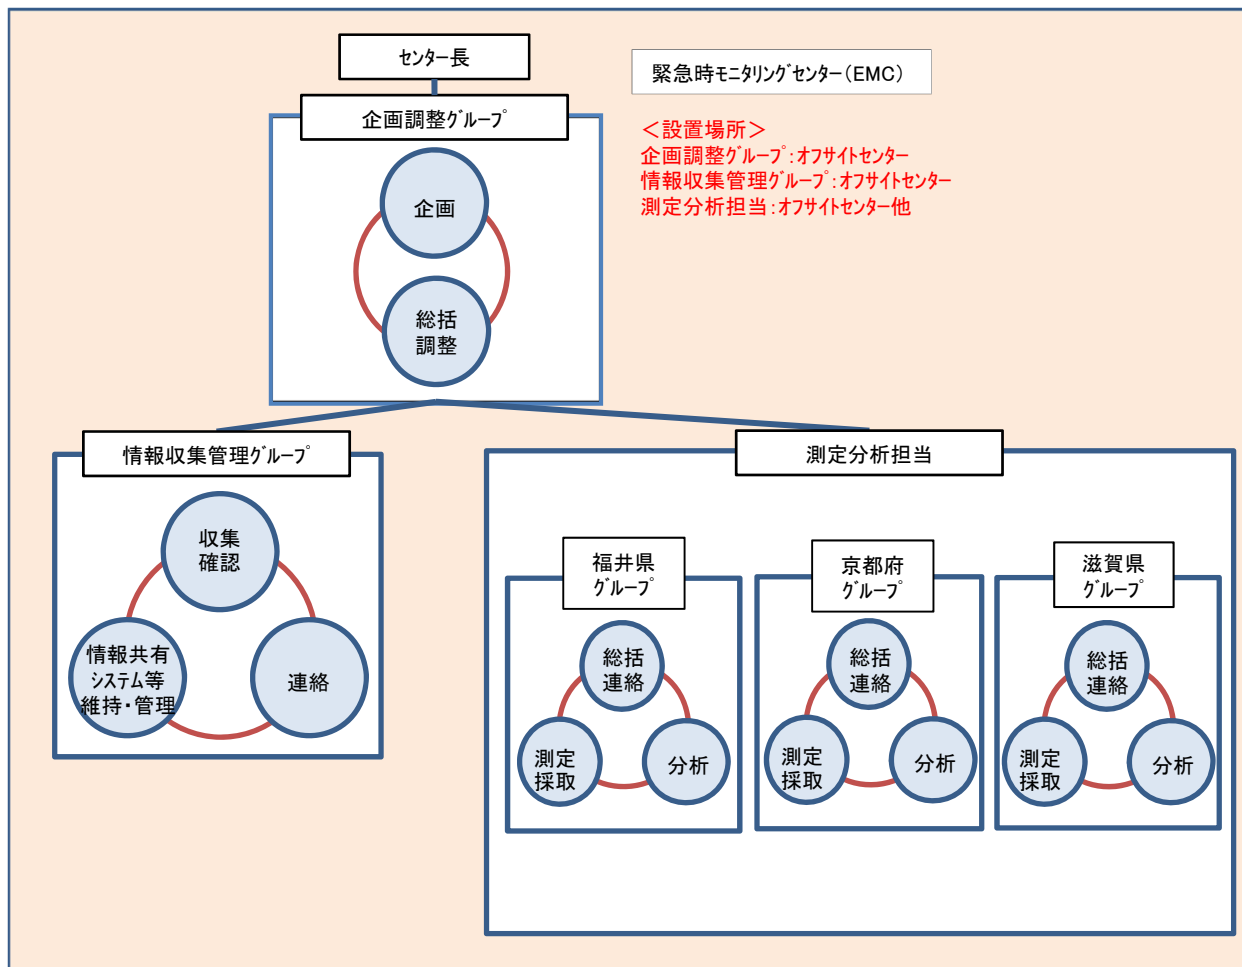 センター長
緊急時モニタリングセンター（EMC）
企画調整グループ
＜設置場所＞
企画調整グループ：オフサイトセンター
情報収集管理グループ：オフサイトセンター
測定分析担当：オフサイトセンター他
企画
総括
調整
情報収集管理グループ
収集
確認
情報共有
システム等
維持・管理
連絡
測定分析担当
福井県
グループ
総括
連絡
測定
採取
分析
京都府
グループ
総括
連絡
測定
採取
分析
滋賀県
グループ
総括
連絡
測定
採取
分析